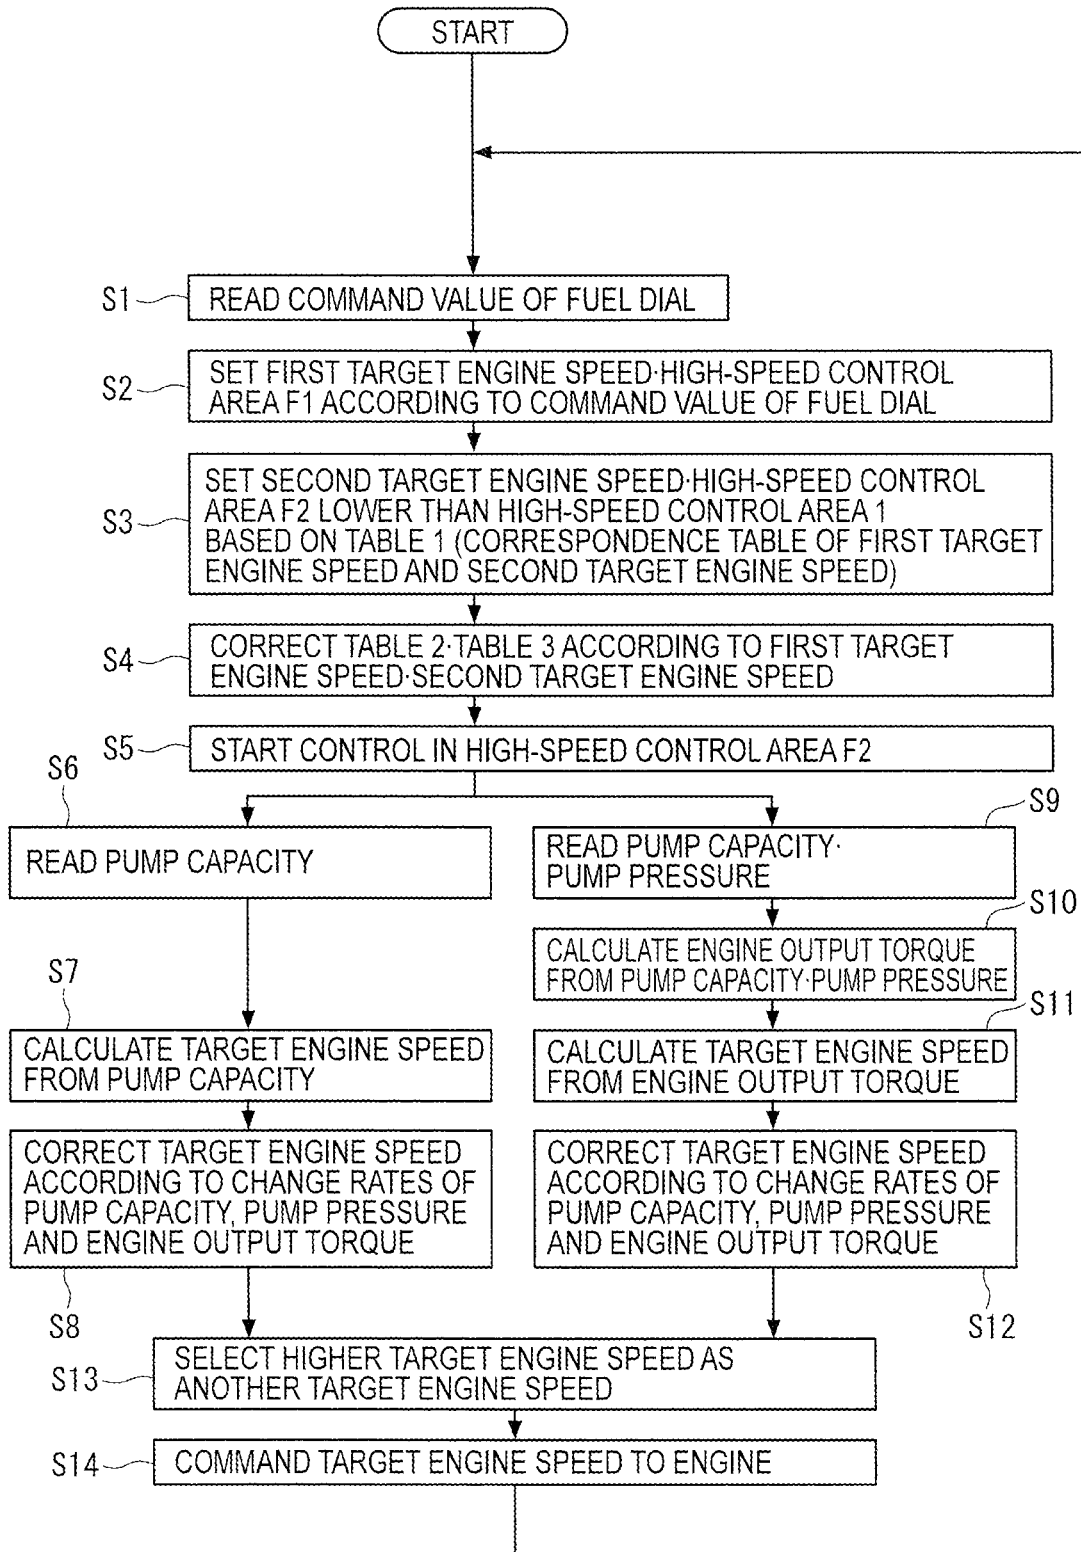 START
S1
READ COMMAND VALUE OF FUEL DIAL
S2
SET FIRST TARGET ENGINE SPEED·HIGH-SPEED CONTROL
AREA F1 ACCORDING TO COMMAND VALUE OF FUEL DIAL
S3
SET SECOND TARGET ENGINE SPEED·HIGH-SPEED CONTROL
AREA F2 LOWER THAN HIGH-SPEED CONTROL AREA 1
BASED ON TABLE 1 (CORRESPONDENCE TABLE OF FIRST TARGET
ENGINE SPEED AND SECOND TARGET ENGINE SPEED)
S4
CORRECT TABLE 2·TABLE 3 ACCORDING TO FIRST TARGET
ENGINE SPEED·SECOND TARGET ENGINE SPEED
S5
START CONTROL IN HIGH-SPEED CONTROL AREA F2
S6
READ PUMP CAPACITY
S7
CALCULATE TARGET ENGINE SPEED
FROM PUMP CAPACITY
CORRECT TARGET ENGINE SPEED
ACCORDING TO CHANGE RATES OF
PUMP CAPACITY, PUMP PRESSURE
AND ENGINE OUTPUT TORQUE
S8
S9
READ PUMP CAPACITY·
PUMP PRESSURE
S10
CALCULATE ENGINE OUTPUT TORQUE
FROM PUMP CAPACITY·PUMP PRESSURE
S11
CALCULATE TARGET ENGINE SPEED
FROM ENGINE OUTPUT TORQUE
CORRECT TARGET ENGINE SPEED
ACCORDING TO CHANGE RATES OF
PUMP CAPACITY, PUMP PRESSURE
AND ENGINE OUTPUT TORQUE
S12
S13
SELECT HIGHER TARGET ENGINE SPEED AS
ANOTHER TARGET ENGINE SPEED
S14
COMMAND TARGET ENGINE SPEED TO ENGINE